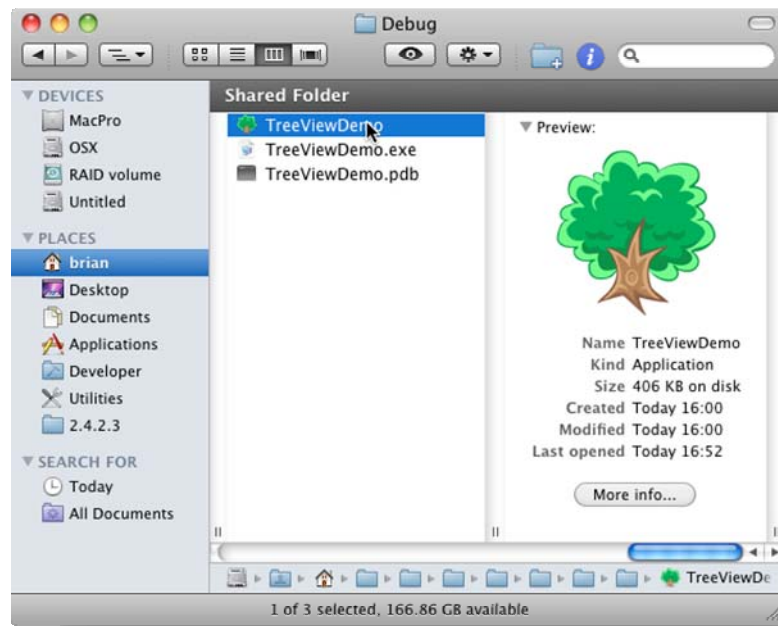 Debug
DEVICES
MacPro
OSX
RAID volume
Untitled
PLACES
brian
Desktop
Documents
Applications
Developer
Utilities
2.4.2.3
SEARCH FOR
Today
All Documents
Shared Folder
TreeViewDemo
TreeViewDemo.exe
TreeViewDemo.pdb
Preview:
Name TreeViewDemo
Kind Application
Size 406 KB on disk
Created Today 16:00
Modified Today 16:00
Last opened Today 16:52
More info...
TreeViewDe
1 of 3 selected, 166.86 GB available